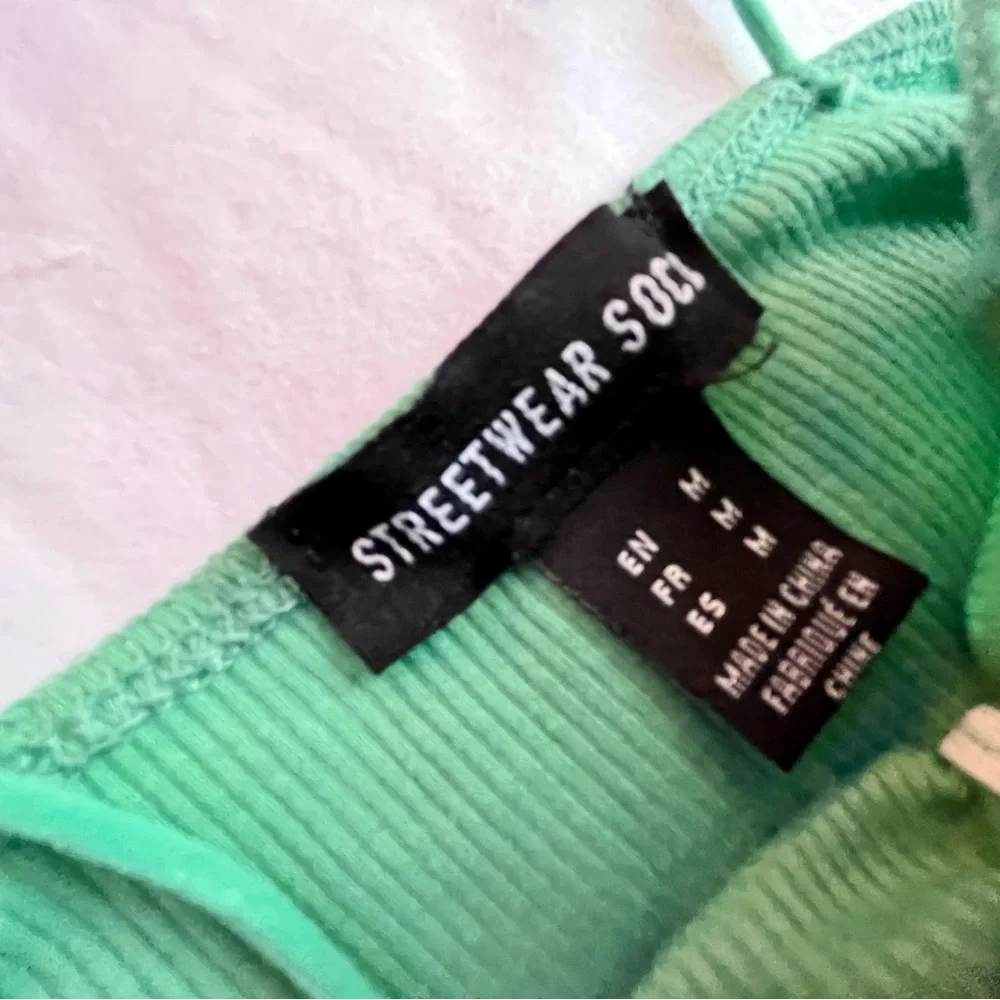 STREETWEAR SOCI
EN M
FR M
ES M
MADE IN CHINA
FABRIQUÉ EN
CHINE